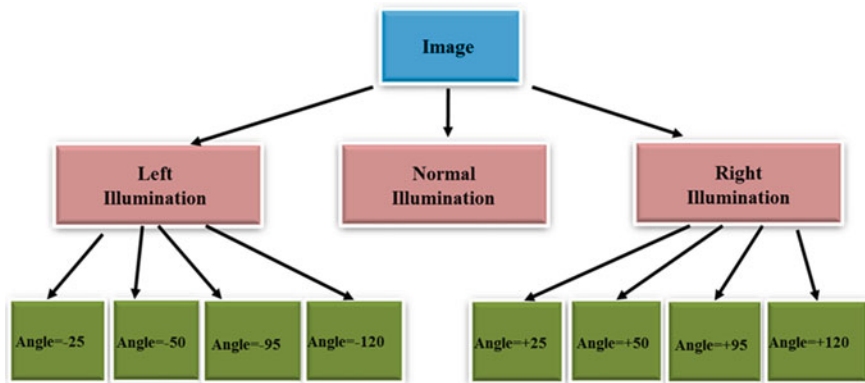 Image
Left
Illumination
Normal
Illumination
Right
Illumination
Angle=-25
Angle=-50
Angle=-95
Angle=-120
Angle=+25
Angle=+50
Angle=+95
Angle=+120